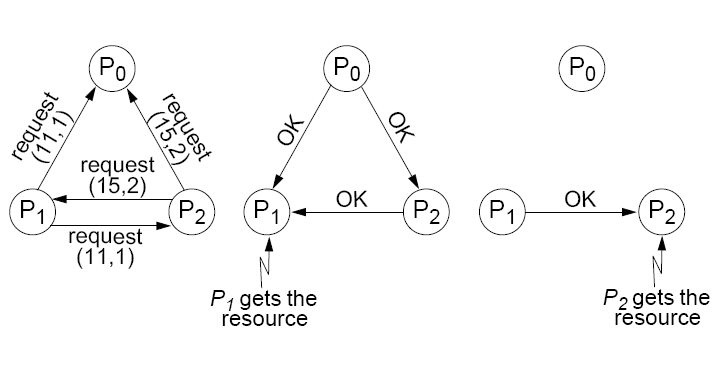 P0
request
(11,1)
request
(15,2)
request
(15,2)
P1
P2
request
(11,1)
P0
OK
OK
P1
OK
P2
P1 gets the
resource
P0
P1
OK
P2
P2 gets the
resource